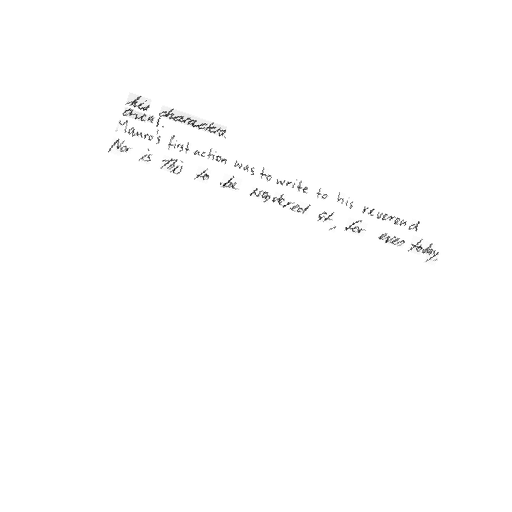 his characters.
areas.
Mauro's first action was to write to his reverend
Nor is this to be wondered at, for even today,